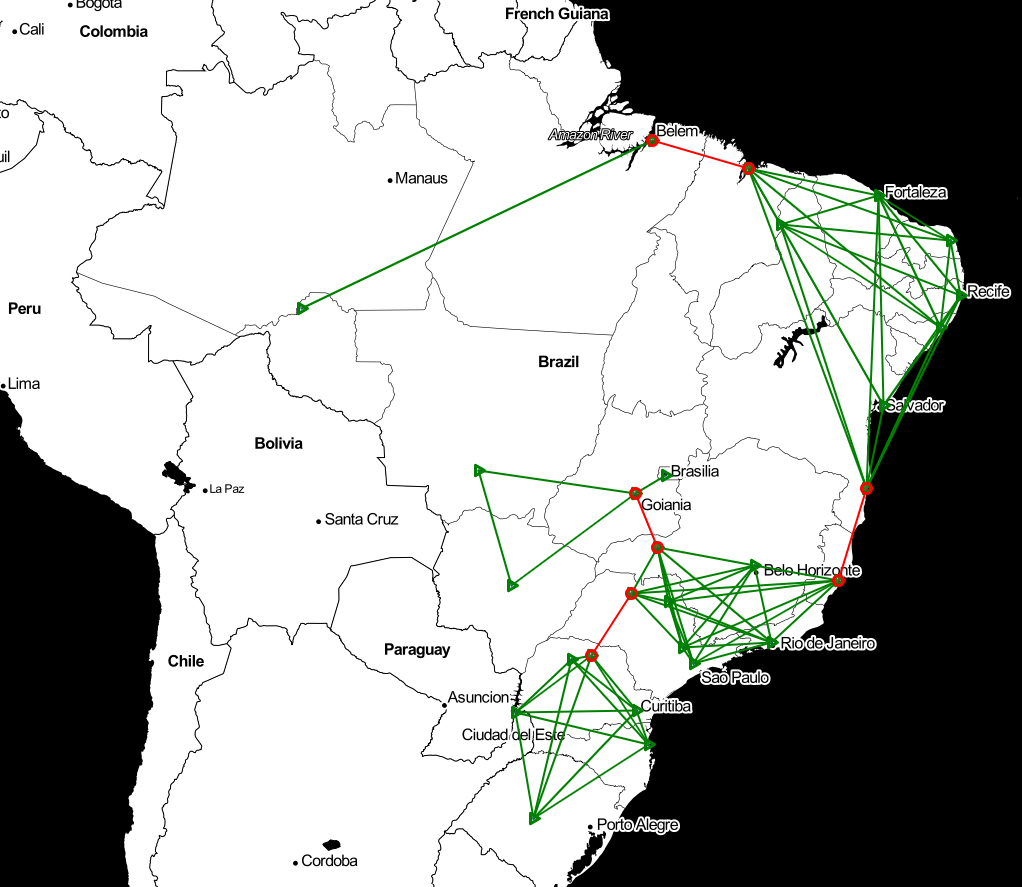 Bogota
Cali
Colombia
French Guiana
to
Amazon River
Belem
uil
Manaus
Fortaleza
Recife
Peru
Brazil
Lima
Salvador
Bolivia
Brasilia
La Paz
Goiania
Santa Cruz
Belo Horizonte
Rio de Janeiro
Paraguay
Chile
Sao Paulo
Asuncion
Curitiba
Ciudad del Este
Porto Alegre
Cordoba